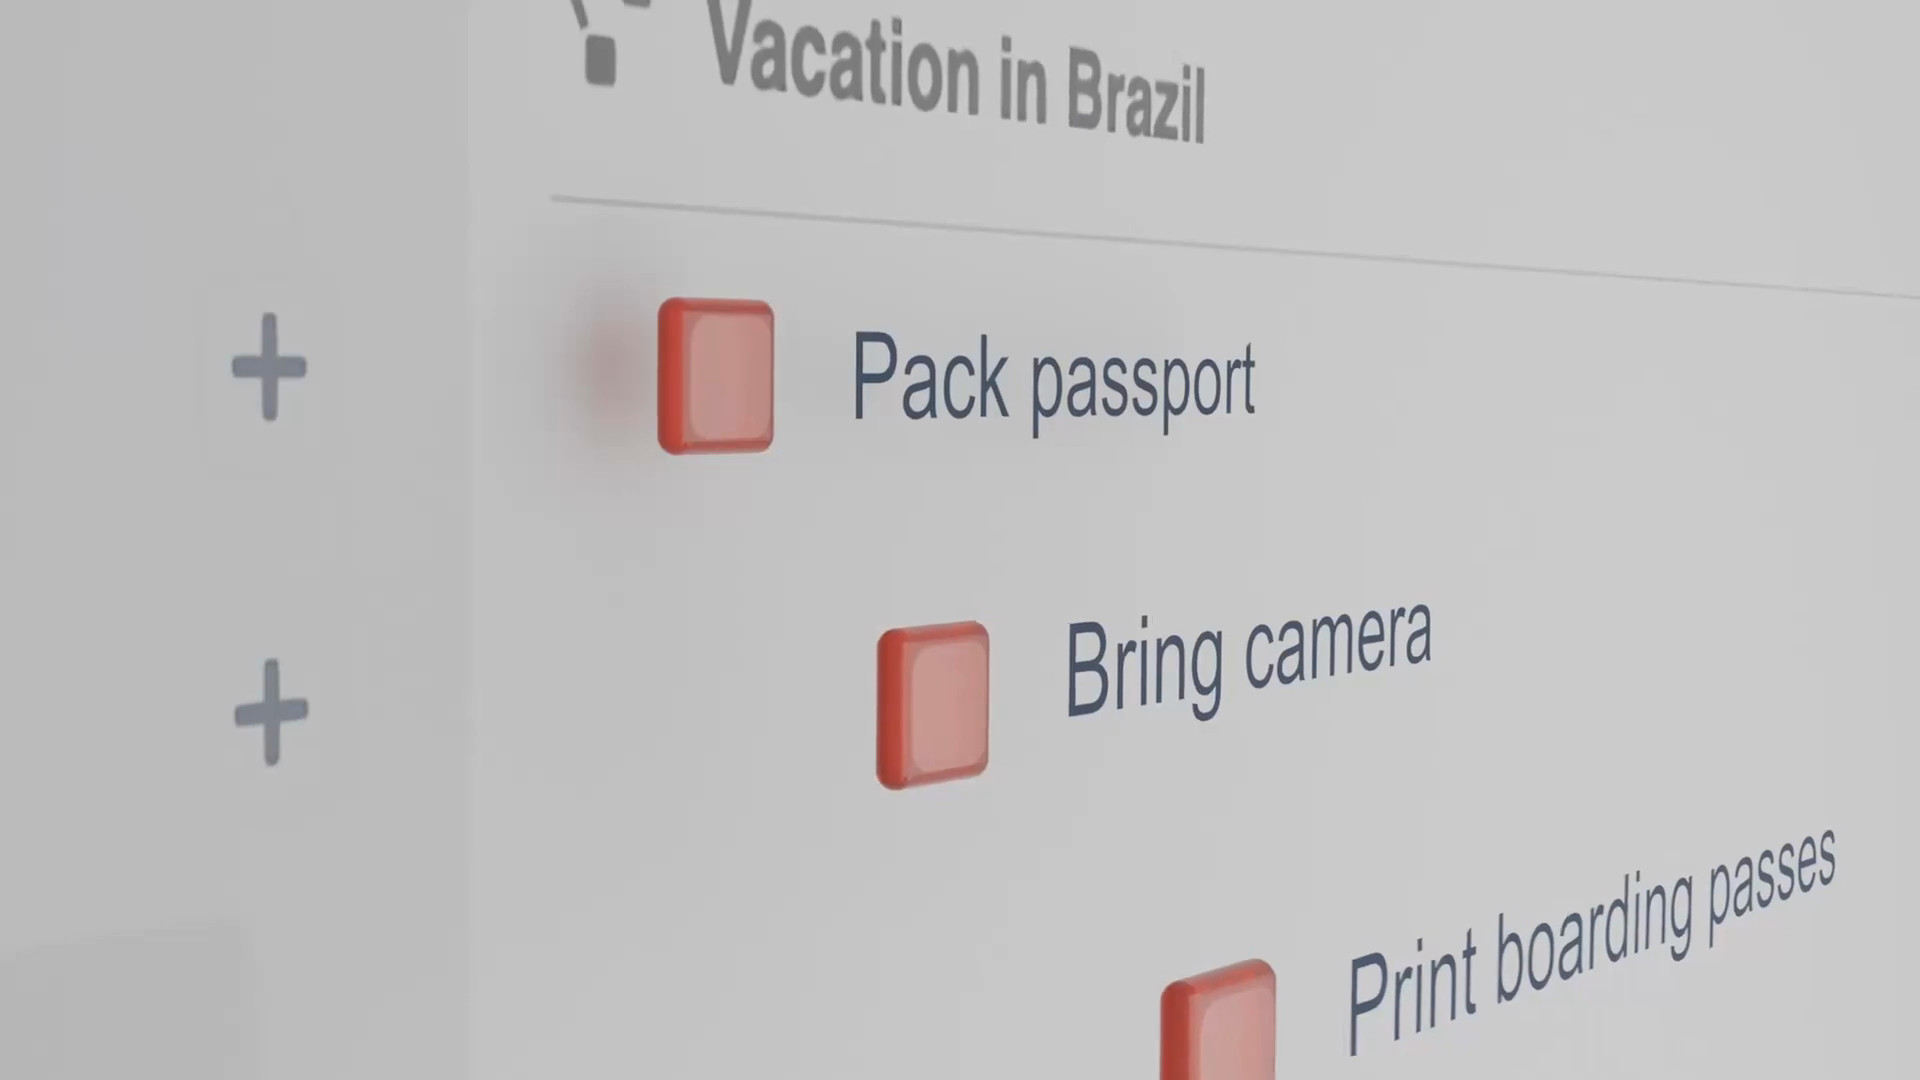 Vacation in Brazil
Pack passport
Bring camera
Print boarding passes